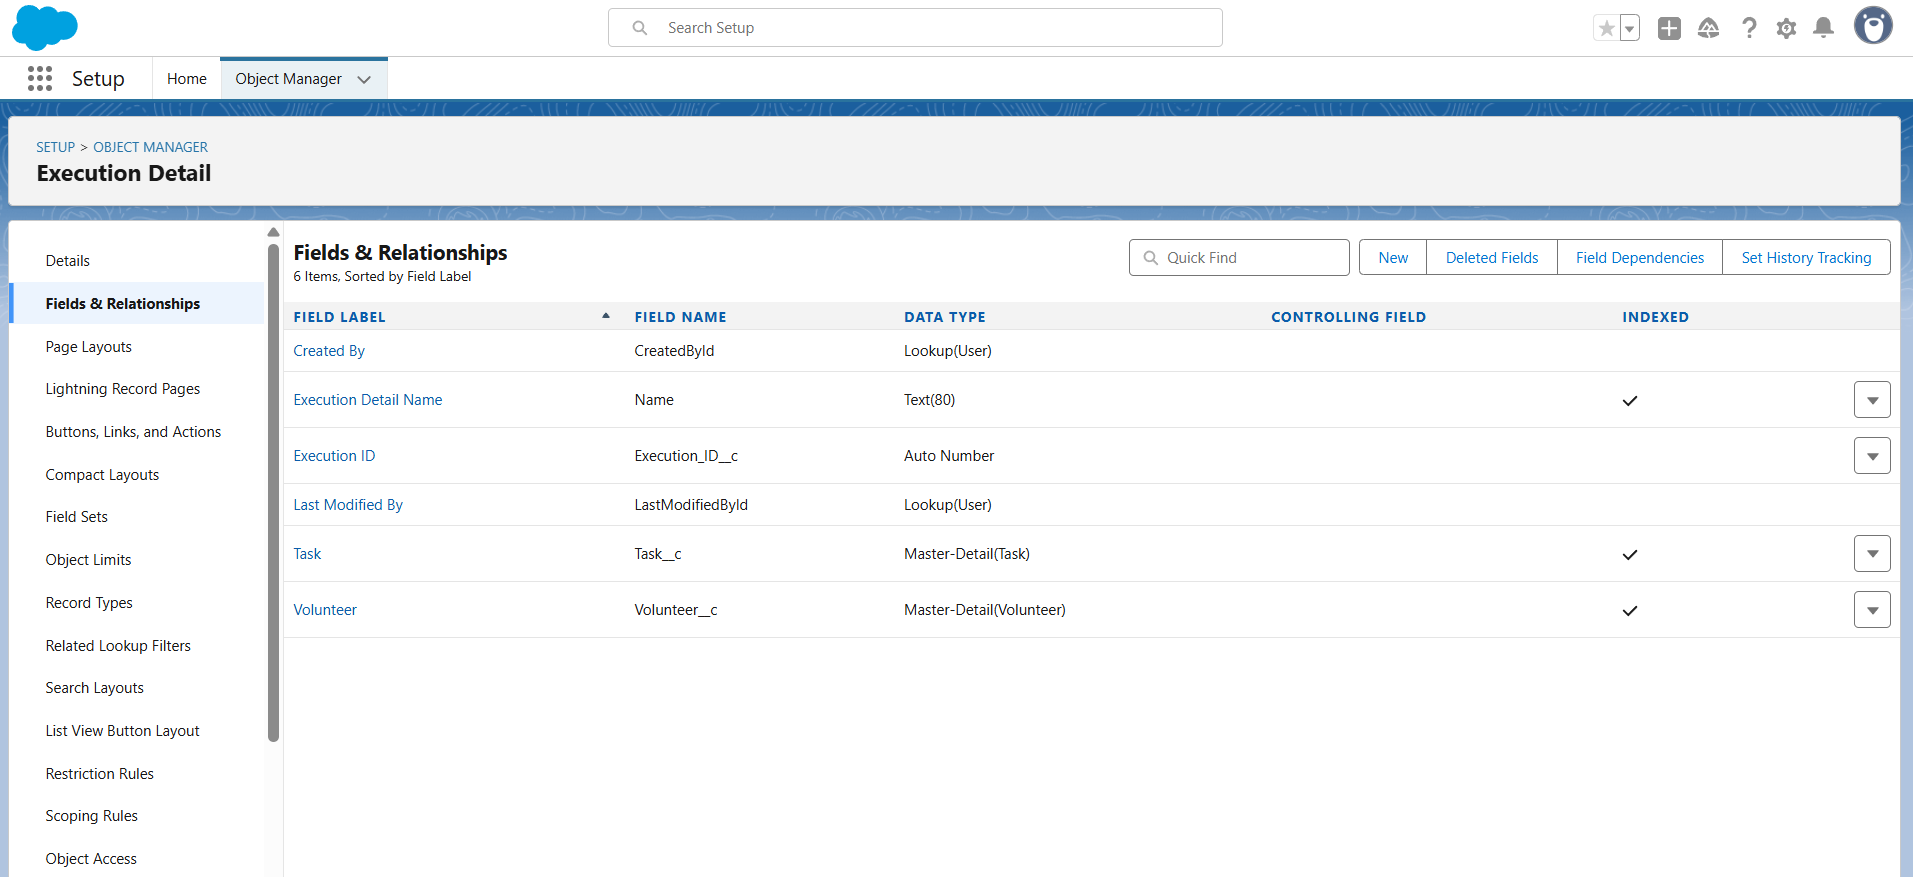 Search Setup
Setup
Home
Object Manager
SETUP > OBJECT MANAGER
Execution Detail
Details
Fields & Relationships
Page Layouts
Lightning Record Pages
Buttons, Links, and Actions
Compact Layouts
Field Sets
Object Limits
Record Types
Related Lookup Filters
Search Layouts
List View Button Layout
Restriction Rules
Scoping Rules
Object Access
Fields & Relationships
6 Items, Sorted by Field Label
Quick Find
New
Deleted Fields
Field Dependencies
Set History Tracking
FIELD LABEL FIELD NAME DATA TYPE CONTROLLING FIELD INDEXED
Created By CreatedById Lookup(User)
Execution Detail Name Name Text(80)
Execution ID Execution_ID__c Auto Number
Last Modified By LastModifiedById Lookup(User)
Task Task__c Master-Detail(Task)
Volunteer Volunteer__c Master-Detail(Volunteer)